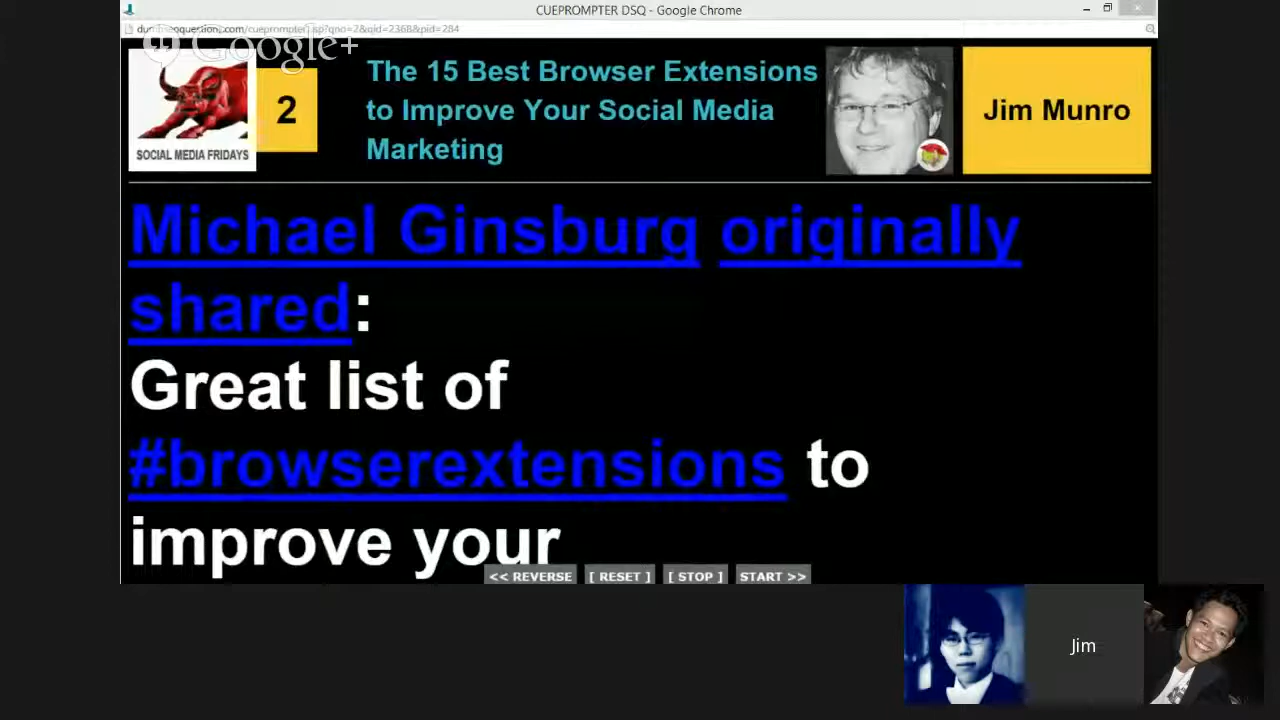 CUEPROMPTER DSQ - Google Chrome
Google+
SOCIAL MEDIA FRIDAYS
2
The 15 Best Browser Extensions
to Improve Your Social Media
Marketing
Jim Munro
Michael Ginsburg originally
shared:
Great list of
#browserextensions to
improve your
<< REVERSE [ RESET ] [ STOP ] START >>
Jim